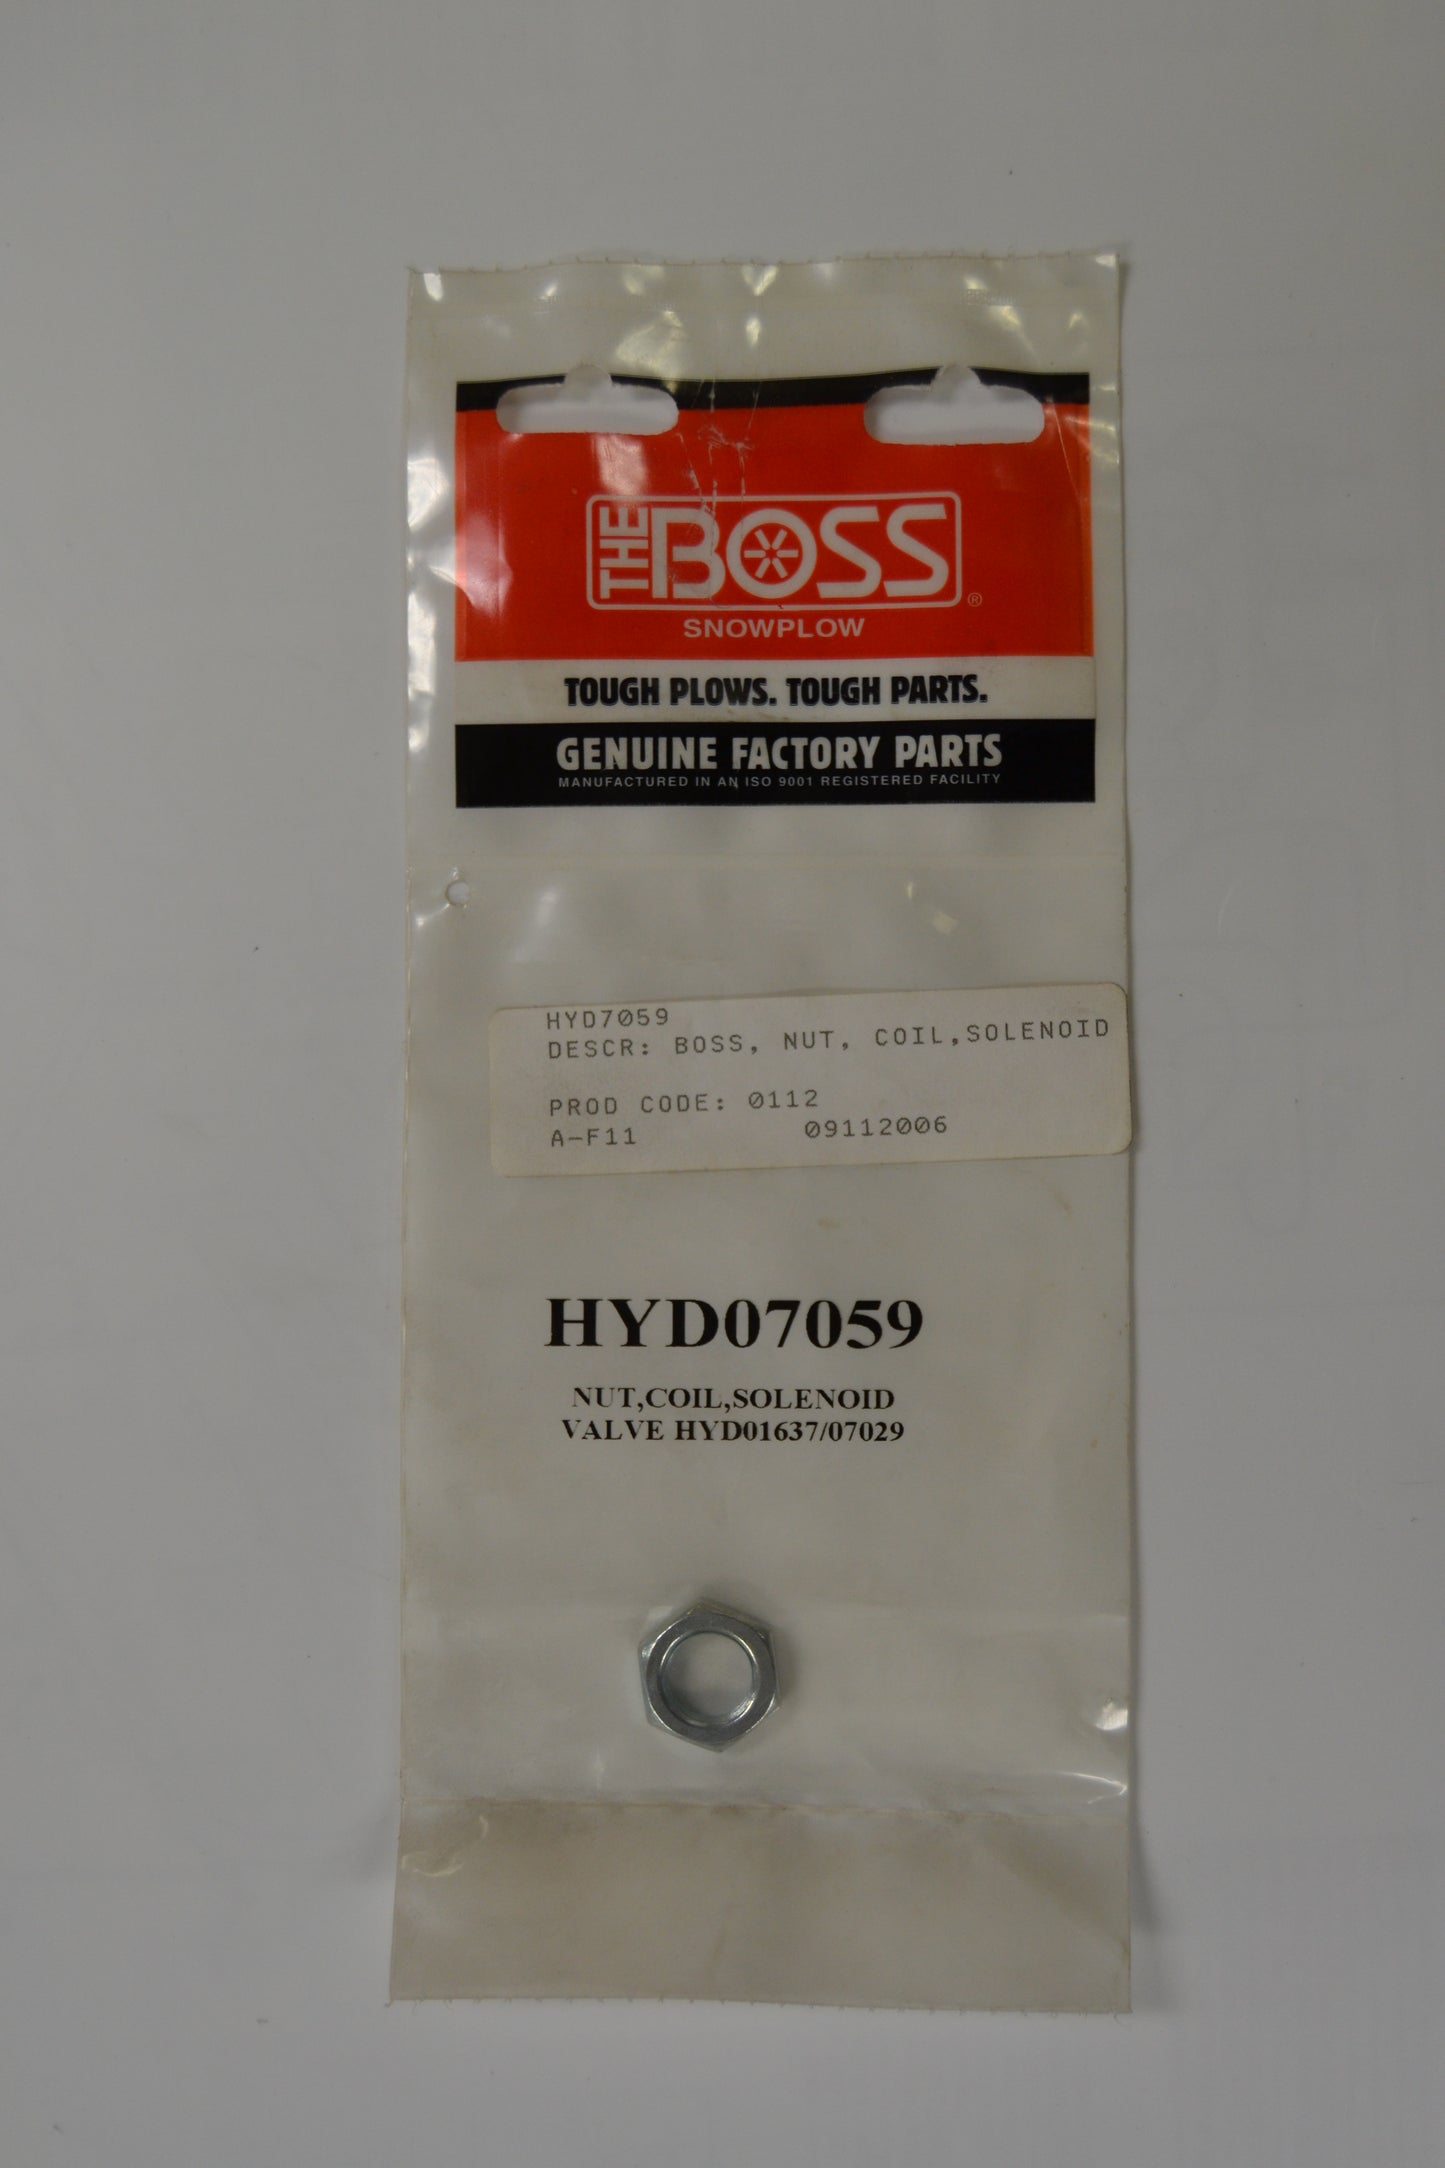 THE BOSS ®
SNOWPLOW
TOUGH PLOWS. TOUGH PARTS.
GENUINE FACTORY PARTS
MANUFACTURED IN AN ISO 9001 REGISTERED FACILITY
HYD7059
DESCR: BOSS, NUT, COIL,SOLENOID
PROD CODE: 0112
A-F11 09112006
HYD07059
NUT,COIL,SOLENOID
VALVE HYD01637/07029